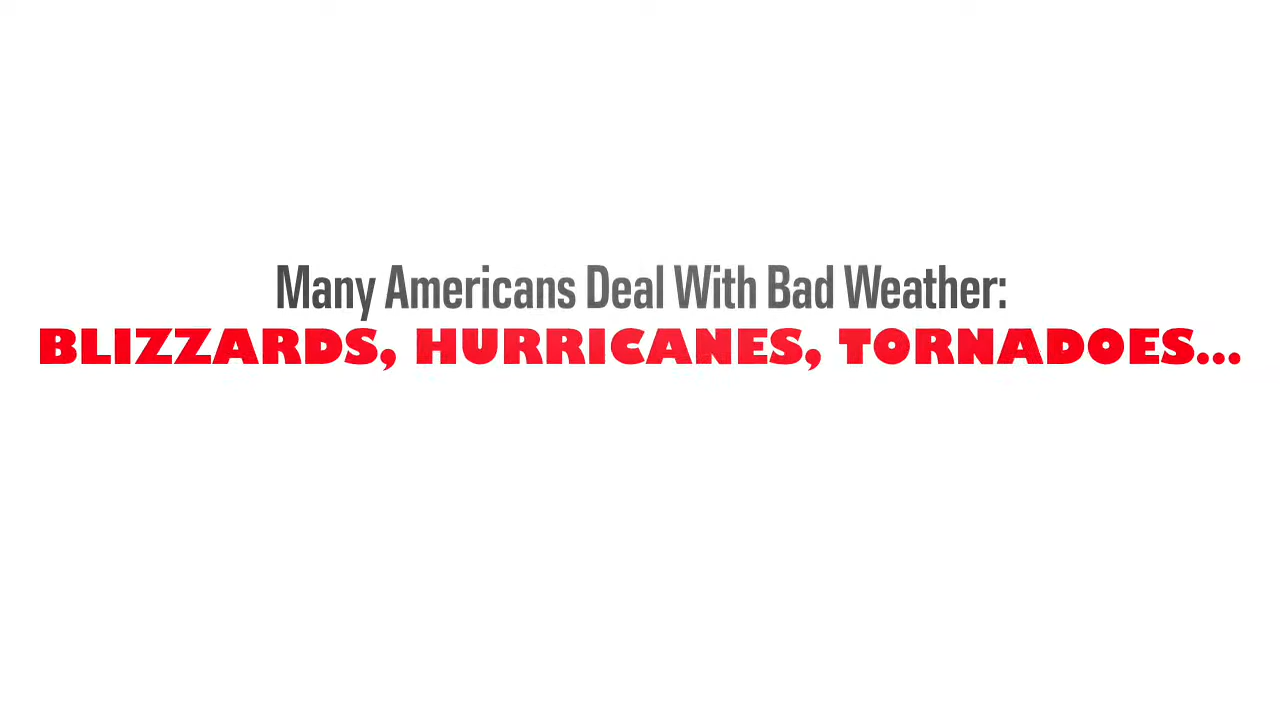 Many Americans Deal With Bad Weather:
BLIZZARDS, HURRICANES, TORNADOES...